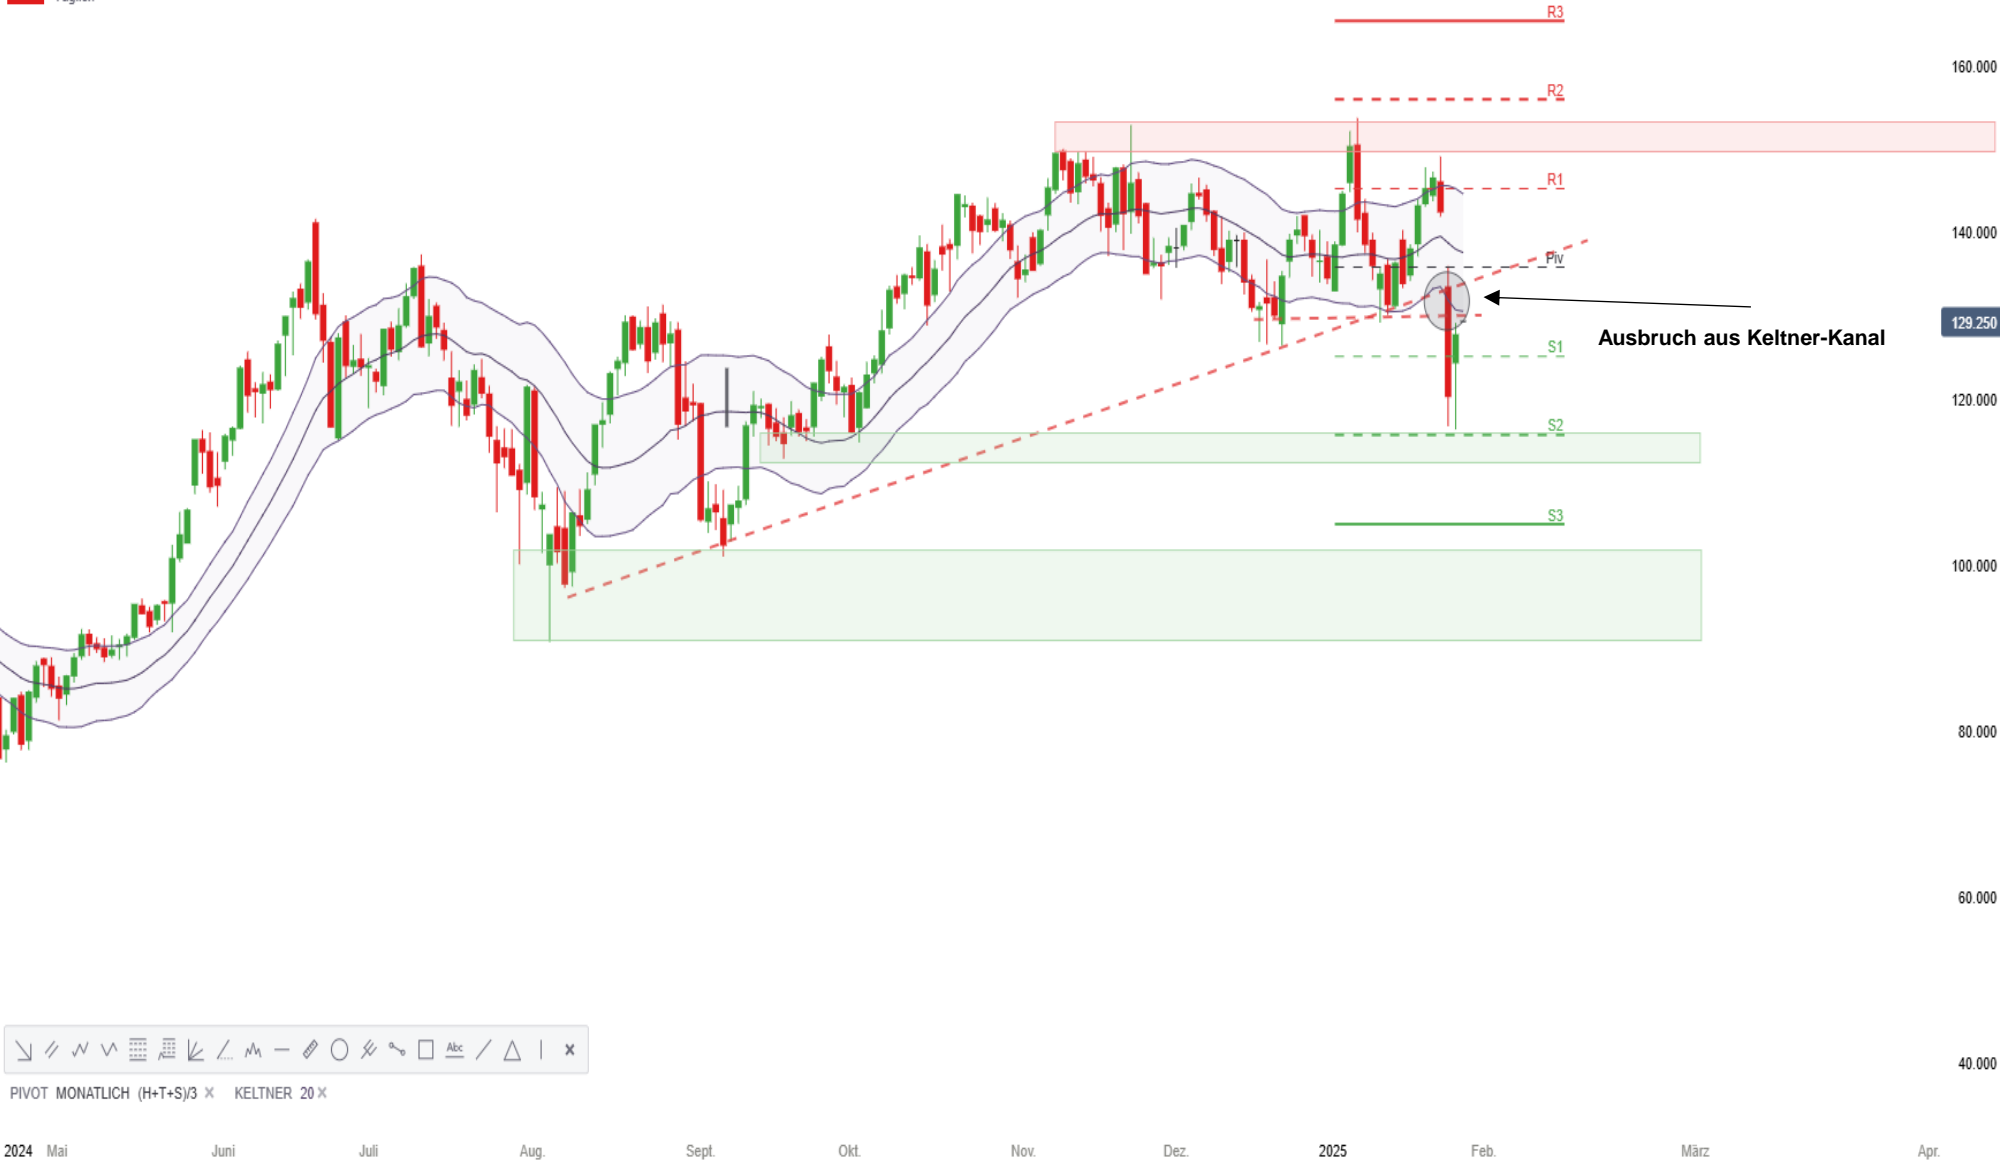 Täglich
R3
160.000
R2
R1
140.000
Piv
Ausbruch aus Keltner-Kanal
129.250
S1
120.000
S2
S3
100.000
80.000
60.000
Abc
40.000
PIVOT MONATLICH (H+T+S)/3 x KELTNER 20 x
2024 Mai Juni Juli Aug. Sept. Okt. Nov. Dez. 2025 Feb. März Apr.